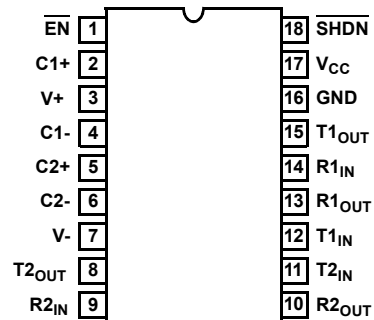 EN 1 18 SHDN
C1+ 2 17 VCC
V+ 3 16 GND
C1- 4 15 T1OUT
C2+ 5 14 R1IN
C2- 6 13 R1OUT
V- 7 12 T1IN
T2OUT 8 11 T2IN
R2IN 9 10 R2OUT